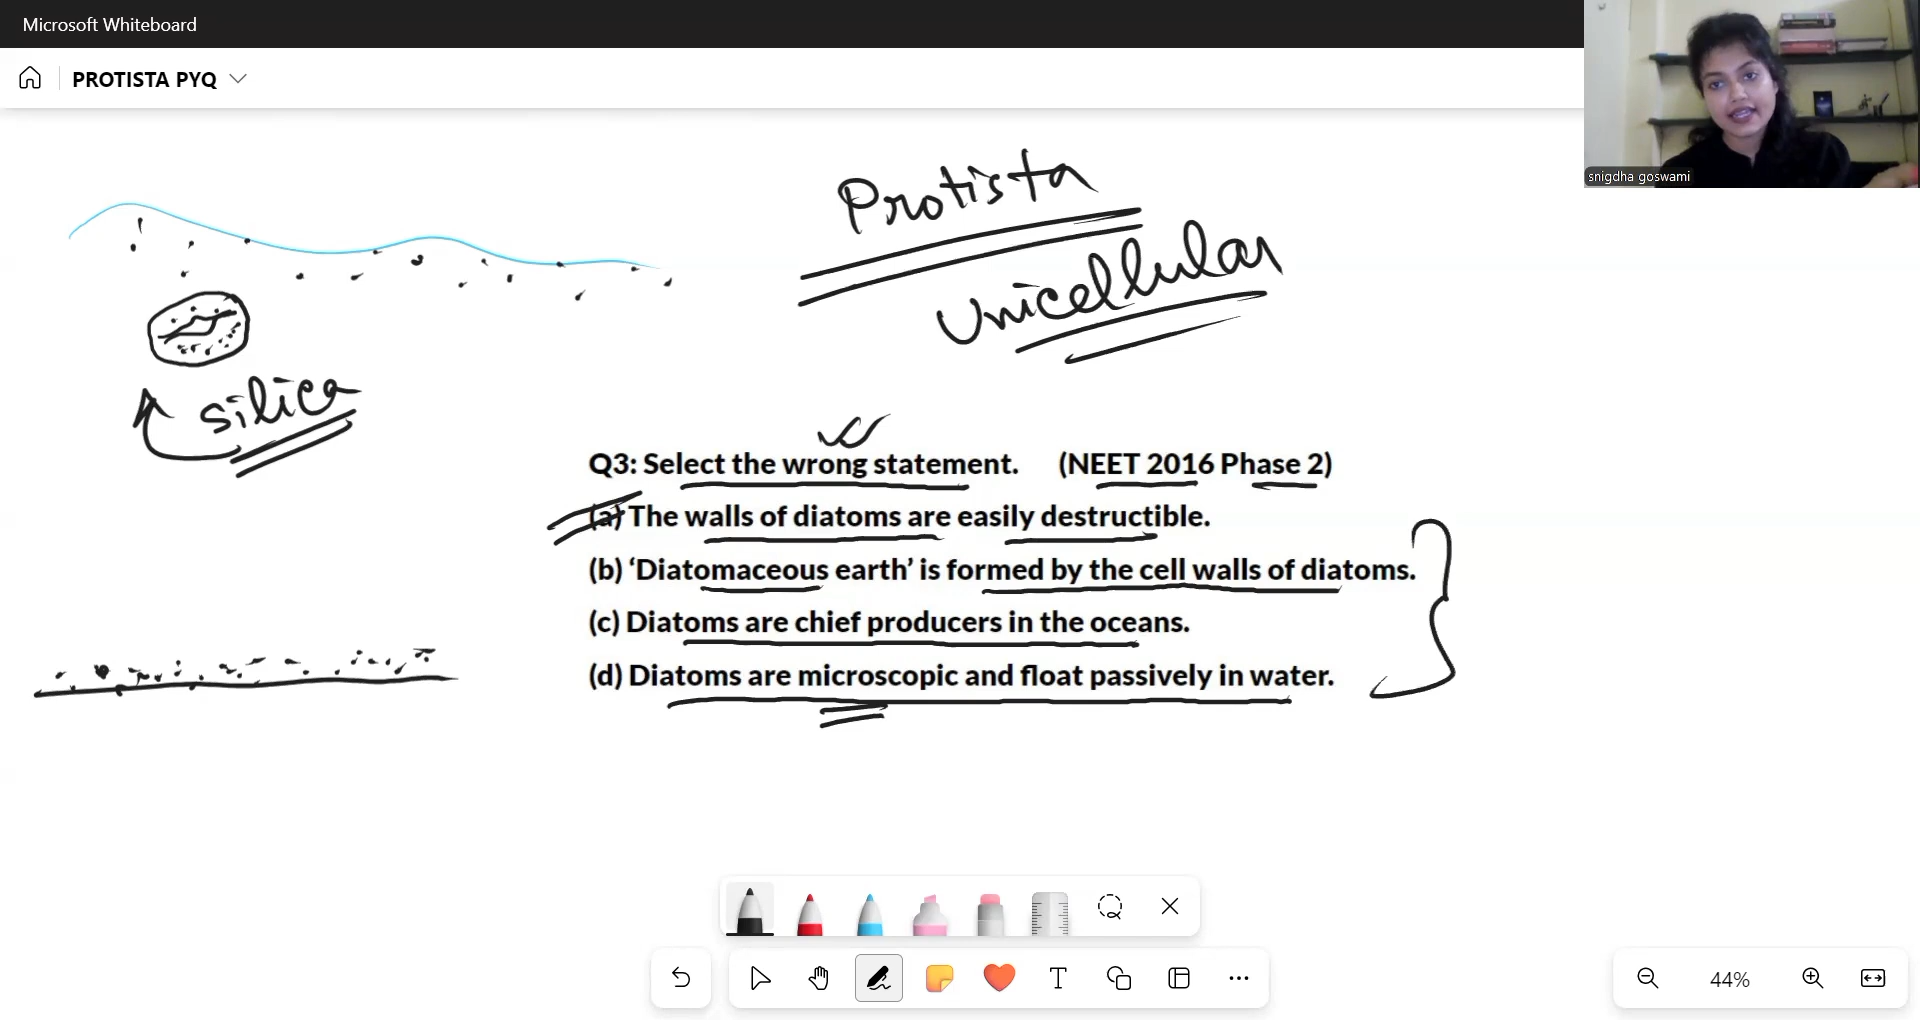 Microsoft Whiteboard
PROTISTA PYQ
snigdha goswami
Protista
Unicellular
silica
Q3: Select the wrong statement. (NEET 2016 Phase 2)
(a) The walls of diatoms are easily destructible.
(b) ‘Diatomaceous earth’ is formed by the cell walls of diatoms.
(c) Diatoms are chief producers in the oceans.
(d) Diatoms are microscopic and float passively in water.
T
44%